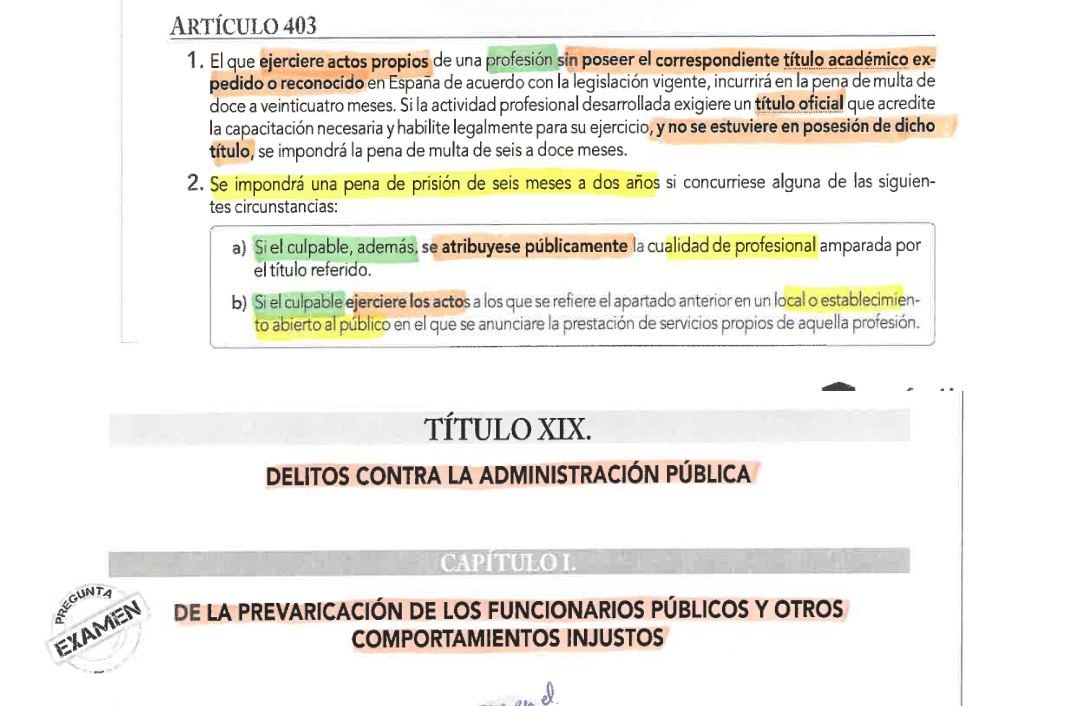 ARTÍCULO 403
1. El que ejerciere actos propios de una profesión sin poseer el correspondiente título académico ex-
pedido o reconocido en España de acuerdo con la legislación vigente, incurrirá en la pena de multa de
doce a veinticuatro meses. Si la actividad profesional desarrollada exigiere un título oficial que acredite
la capacitación necesaria y habilite legalmente para su ejercicio, y no se estuviere en posesión de dicho
título, se impondrá la pena de multa de seis a doce meses.
2. Se impondrá una pena de prisión de seis meses a dos años si concurriese alguna de las siguien-
tes circunstancias:
a) Si el culpable, además, se atribuyese públicamente la cualidad de profesional amparada por
el título referido.
b) Si el culpable ejerciere los actos a los que se refiere el apartado anterior en un local o establecimien-
to abierto al público en el que se anunciare la prestación de servicios propios de aquella profesión.
TÍTULO XIX.
DELITOS CONTRA LA ADMINISTRACIÓN PÚBLICA
CAPÍTULO I.
PREGUNTA
EXAMEN
DE LA PREVARICACIÓN DE LOS FUNCIONARIOS PÚBLICOS Y OTROS
COMPORTAMIENTOS INJUSTOS
en el